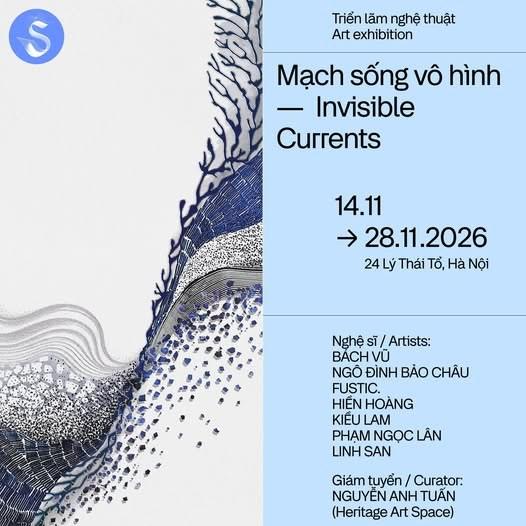 S
Triển lãm nghệ thuật
Art exhibition
Mạch sống vô hình
— Invisible
Currents
14.11
→ 28.11.2026
24 Lý Thái Tổ, Hà Nội
Nghệ sĩ / Artists:
BÁCH VŨ
NGÔ ĐÌNH BẢO CHÂU
FUSTIC.
HIỀN HOÀNG
KIỀU LAM
PHẠM NGỌC LÂN
LINH SAN
Giám tuyển / Curator:
NGUYỄN ANH TUẤN
(Heritage Art Space)